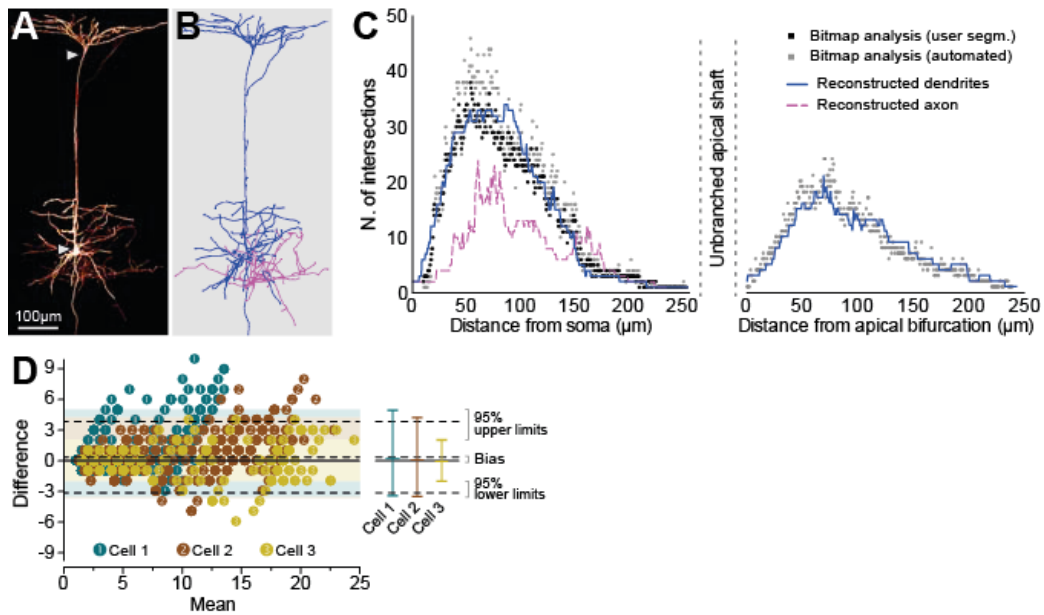 A
B
100µm
C
N. of intersections
50
40
30
20
10
0
0 50 100 150 200 250
Distance from soma (µm)
Unbranched apical shaft
Bitmap analysis (user segm.)
Bitmap analysis (automated)
Reconstructed dendrites
Reconstructed axon
0 50 100 150 200 250
Distance from apical bifurcation (µm)
D
Difference
9
6
3
0
-3
-6
-9
1 Cell 1 2 Cell 2 3 Cell 3
0 5 10 15 20 25
Mean
95%
upper limits
Bias
95%
lower limits
Cell 1
Cell 2
Cell 3